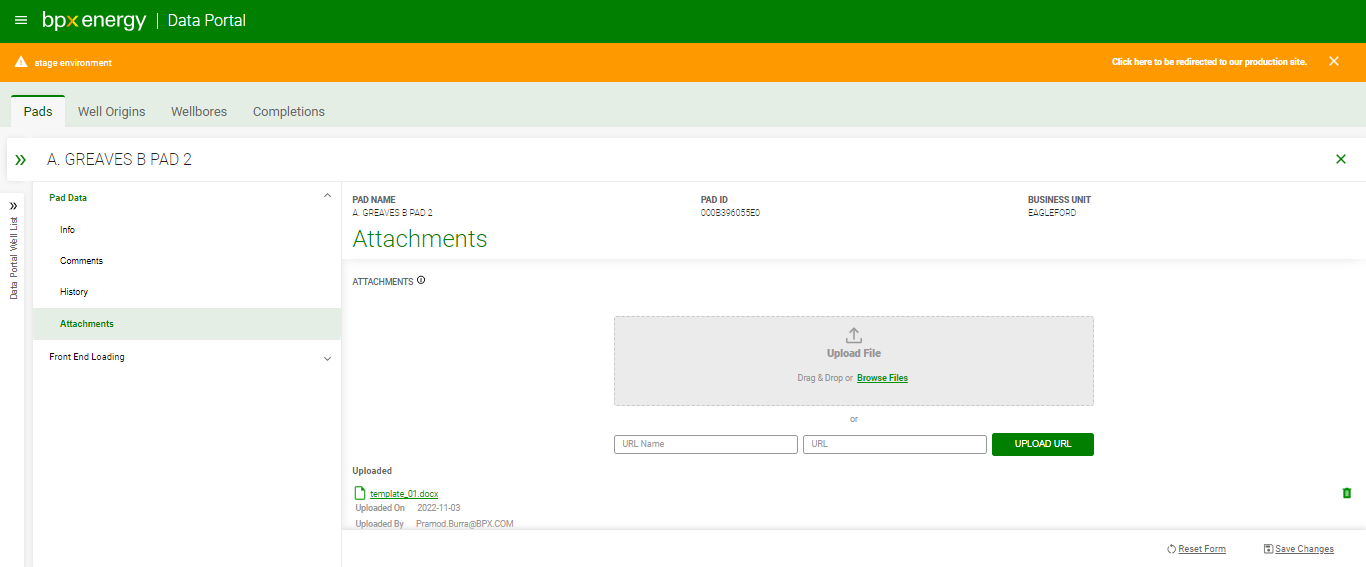 bpx energy | Data Portal
stage environment
Click here to be redirected to our production site.
Pads Well Origins Wellbores Completions
A. GREAVES B PAD 2
Data Portal Well List
Pad Data
Info
Comments
History
Attachments
Front End Loading
PAD NAME PAD ID BUSINESS UNIT
A. GREAVES B PAD 2 000B396055E0 EAGLEFORD
Attachments
ATTACHMENTS
Upload File
Drag & Drop or Browse Files
or
URL Name URL UPLOAD URL
Uploaded
template_01.docx
Uploaded On 2022-11-03
Uploaded By Pramod.Burra@BPX.COM
Reset Form Save Changes